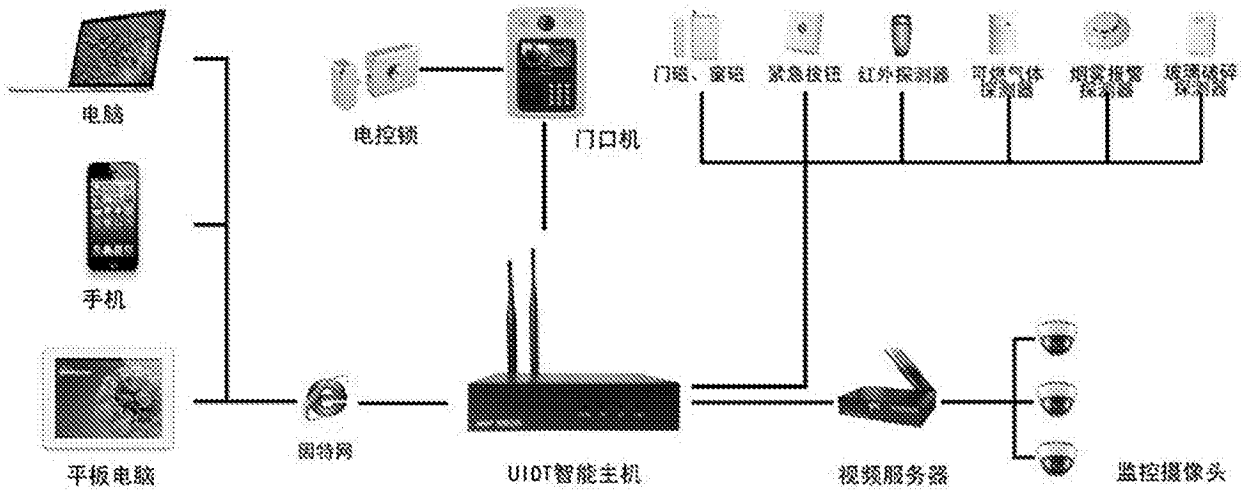 电脑
手机
平板电脑
因特网
电控锁
门口机
门磁、窗磁
紧急按钮
红外探测器
可燃气体
探测器
烟雾报警
探测器
玻璃破碎
探测器
UIOT智能主机
视频服务器
监控摄像头